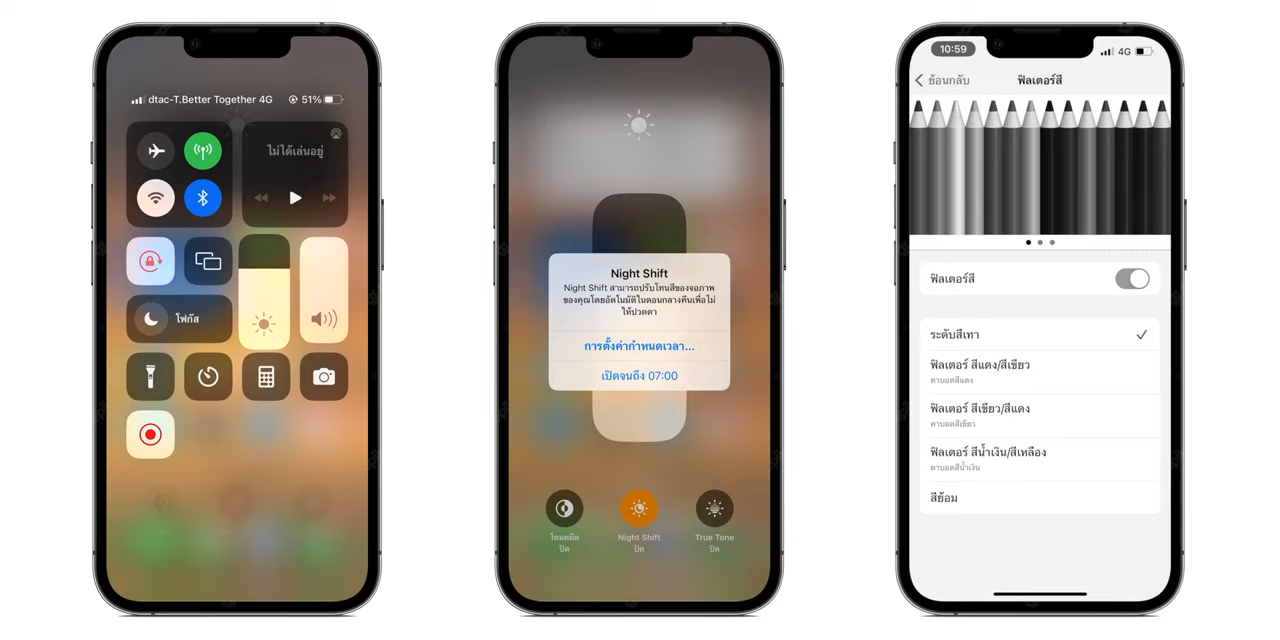 dtac-T.Better Together 4G 51%
ไม่ได้เล่นอยู่
โฟกัส
Night Shift
Night Shift สามารถปรับโทนสีของจอภาพ
ของคุณโดยอัตโนมัติในตอนกลางคืนเพื่อไม่
ให้ปวดตา
การตั้งค่ากำหนดเวลา...
เปิดจนถึง 07:00
โหมดมืด
ปิด
Night Shift
ปิด
True Tone
ปิด
10:59 4G
ย้อนกลับ ฟิลเตอร์สี
ฟิลเตอร์สี
ระดับสีเทา
ฟิลเตอร์ สีแดง/สีเขียว
ตาบอดสีแดง
ฟิลเตอร์ สีเขียว/สีแดง
ตาบอดสีเขียว
ฟิลเตอร์ สีน้ำเงิน/สีเหลือง
ตาบอดสีน้ำเงิน
สีย้อม